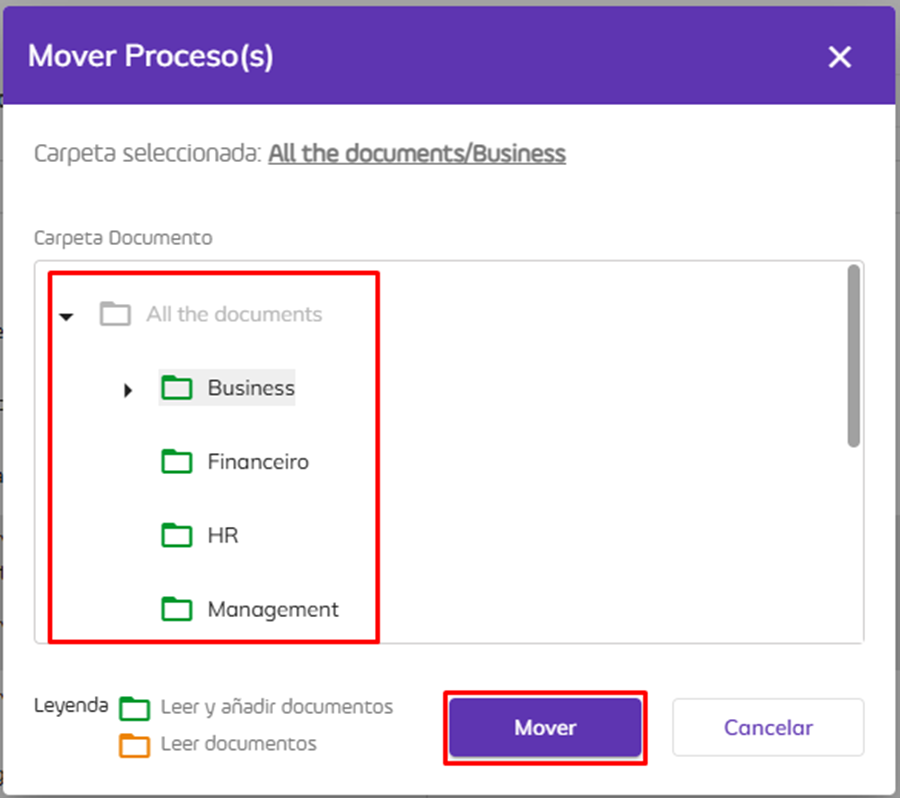 Mover Proceso(s)
Carpeta seleccionada: All the documents/Business
Carpeta Documento
All the documents
Business
Financeiro
HR
Management
Leyenda
Leer y añadir documentos
Leer documentos
Mover
Cancelar